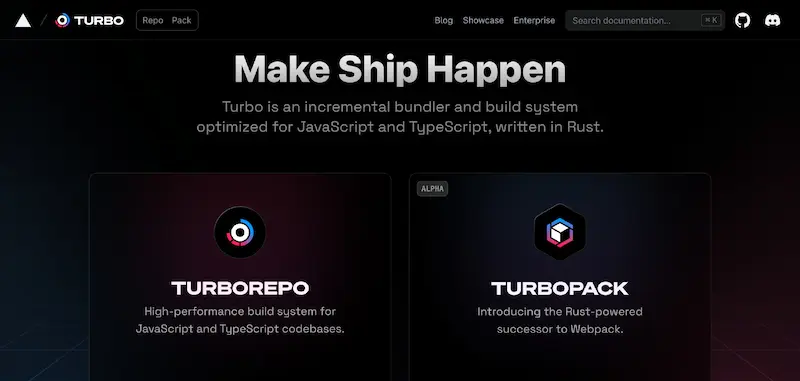 TURBO
Repo Pack
Blog Showcase Enterprise
Search documentation...
⌘ K
Make Ship Happen
Turbo is an incremental bundler and build system
optimized for JavaScript and TypeScript, written in Rust.
TURBOREPO
High-performance build system for
JavaScript and TypeScript codebases.
ALPHA
TURBOPACK
Introducing the Rust-powered
successor to Webpack.